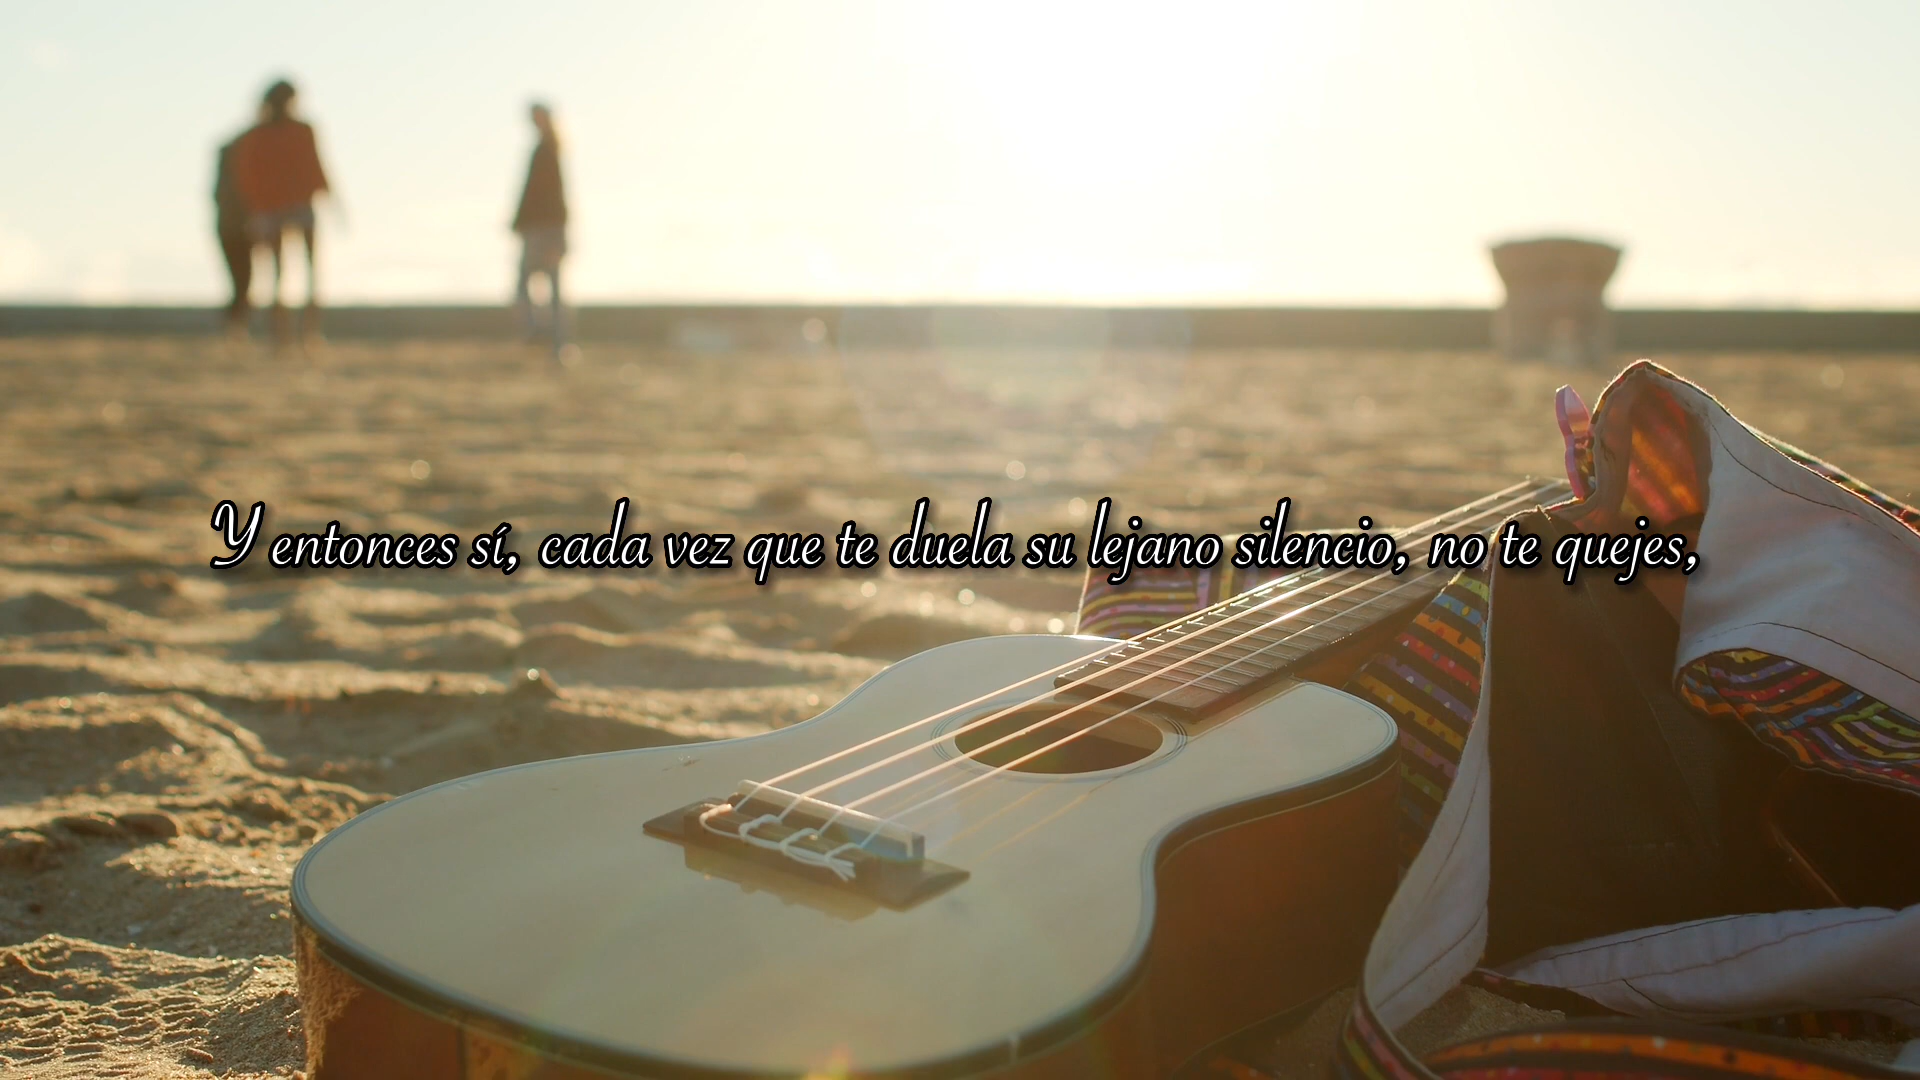 Y entonces sí, cada vez que te duela su lejano silencio, no te quejes,